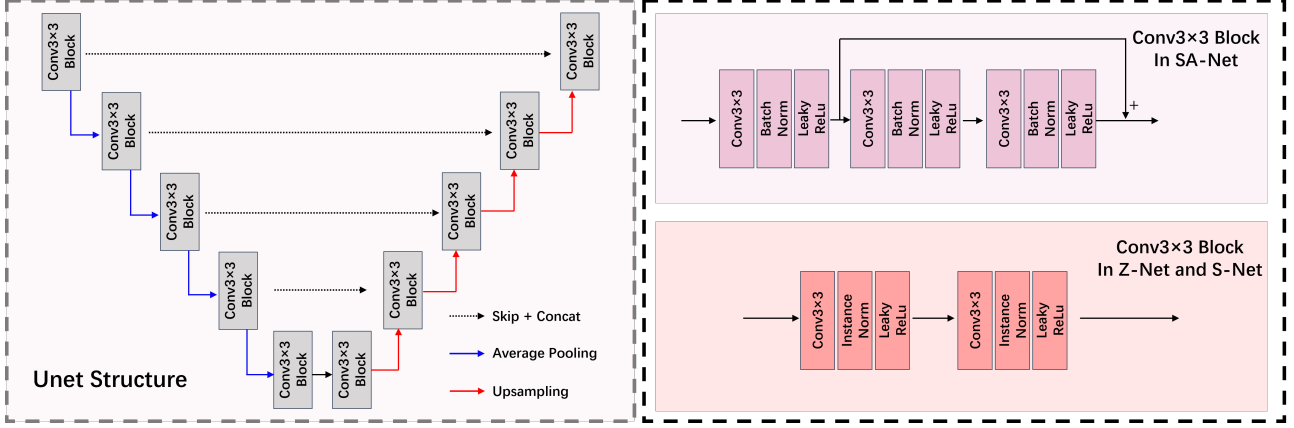 Conv3×3
Block
Conv3×3
Block
Conv3×3
Block
Conv3×3
Block
Conv3×3
Block
Conv3×3
Block
Conv3×3
Block
Conv3×3
Block
Conv3×3
Block
Conv3×3
Block
Skip + Concat
Average Pooling
Upsampling
Unet Structure
Conv3×3 Block
In SA-Net
Conv3×3
Batch
Norm
Leaky
ReLu
Conv3×3
Batch
Norm
Leaky
ReLu
Conv3×3
Batch
Norm
Leaky
ReLu
+
Conv3×3 Block
In Z-Net and S-Net
Conv3×3
Instance
Norm
Leaky
ReLu
Conv3×3
Instance
Norm
Leaky
ReLu